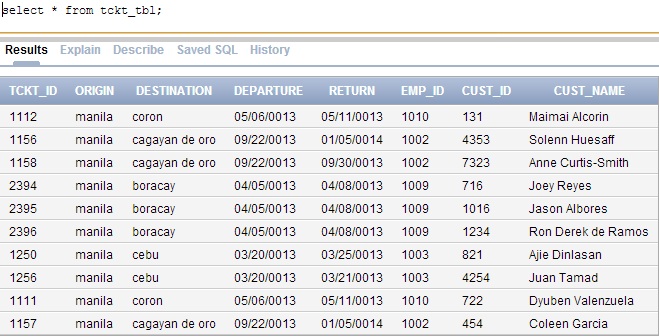 select * from tckt_tbl;
Results Explain Describe Saved SQL History
TCKT_ID ORIGIN DESTINATION DEPARTURE RETURN EMP_ID CUST_ID CUST_NAME
1112 manila coron 05/06/0013 05/11/0013 1010 131 Maimai Alcorin
1156 manila cagayan de oro 09/22/0013 01/05/0014 1002 4353 Solenn Huesaff
1158 manila cagayan de oro 09/22/0013 09/30/0013 1002 7323 Anne Curtis-Smith
2394 manila boracay 04/05/0013 04/08/0013 1009 716 Joey Reyes
2395 manila boracay 04/05/0013 04/08/0013 1009 1016 Jason Albores
2396 manila boracay 04/05/0013 04/08/0013 1009 1234 Ron Derek de Ramos
1250 manila cebu 03/20/0013 03/25/0013 1003 821 Ajie Dinlasan
1256 manila cebu 03/20/0013 03/21/0013 1003 4254 Juan Tamad
1111 manila coron 05/06/0013 05/11/0013 1010 722 Dyuben Valenzuela
1157 manila cagayan de oro 09/22/0013 01/05/0014 1002 454 Coleen Garcia